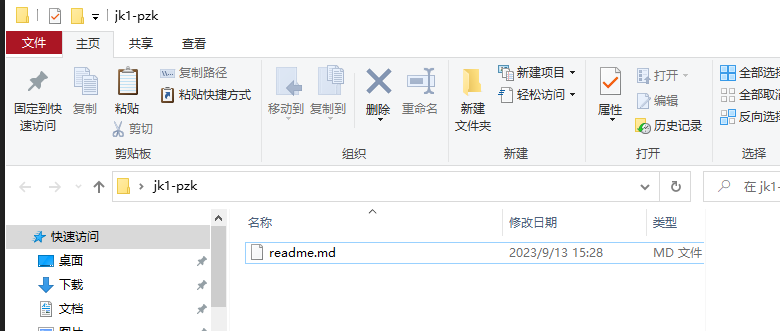 jk1-pzk
文件 主页 共享 查看
固定到快速访问 复制 粘贴 复制路径 粘贴快捷方式 剪切
移动到 复制到 删除 重命名
新建文件夹 新建项目 轻松访问
属性 打开 编辑 历史记录
全部选择 全部取消 反向选择
剪贴板 组织 新建 打开 选择
jk1-pzk 在 jk1-
快速访问
桌面
下载
文档
图片
名称 修改日期 类型
readme.md 2023/9/13 15:28 MD 文件